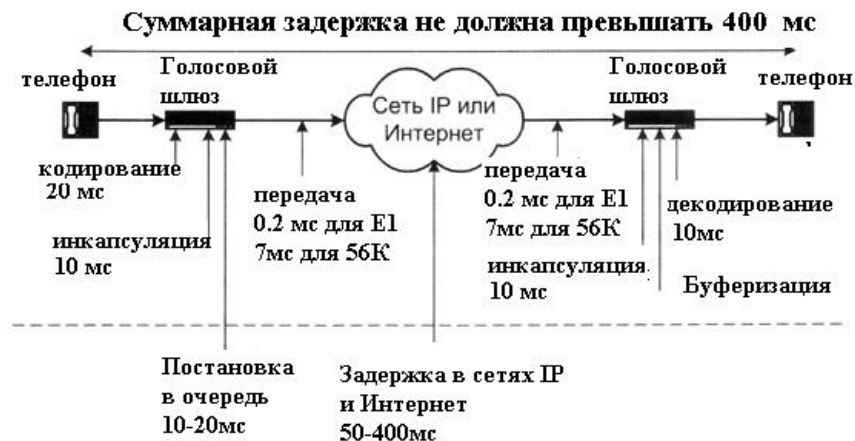 Суммарная задержка не должна превышать 400 мс
телефон
Голосовой
шлюз
Сеть IP или
Интернет
Голосовой
шлюз
телефон
кодирование
20 мс
инкапсуляция
10 мс
передача
0.2 мс для Е1
7мс для 56К
передача
0.2 мс для Е1
7мс для 56К
инкапсуляция
10 мс
декодирование
10мс
Буферизация
Постановка
в очередь
10-20мс
Задержка в сетях IP
и Интернет
50-400мс